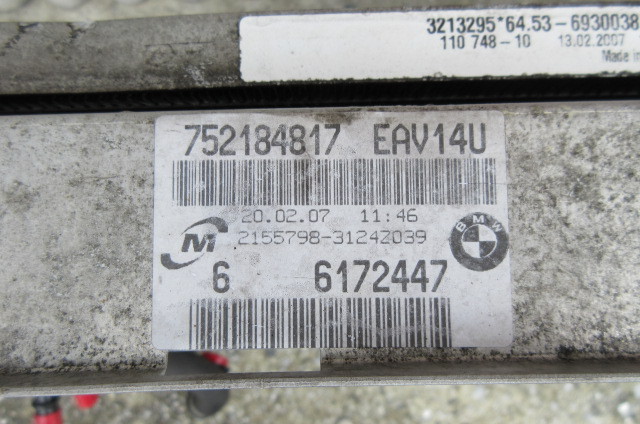 3213295*64.53-6930038
110 748-10 13.02.2007
Made in
752184817 EAV14U
20.02.07 11:46
M 2155798-3124Z039 BMW
6 6172447